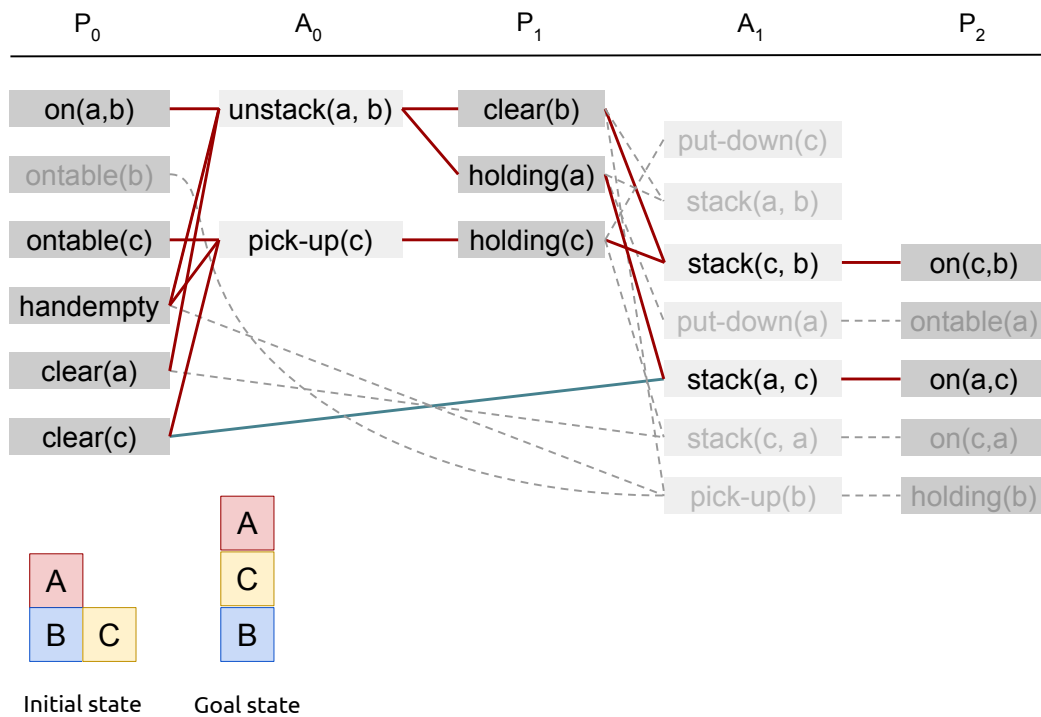 P₀ A₀ P₁ A₁ P₂
on(a,b) unstack(a, b) clear(b)
put-down(c)
ontable(b) holding(a)
stack(a, b)
ontable(c) pick-up(c) holding(c)
stack(c, b) on(c,b)
handempty
put-down(a) ontable(a)
clear(a) stack(a, c) on(a,c)
clear(c) stack(c, a) on(c,a)
pick-up(b) holding(b)
A
A
C
B C
B
Initial state Goal state